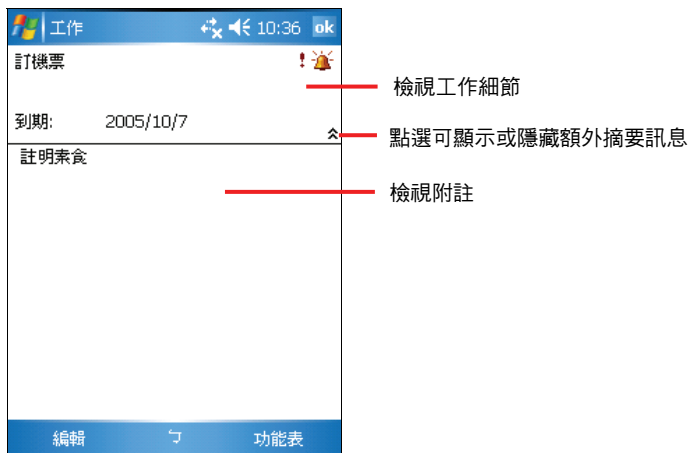 工作 10:36 ok
訂機票 !
檢視工作細節
到期: 2005/10/7
點選可顯示或隱藏額外摘要訊息
註明素食
檢視附註
編輯 ㄅ 功能表